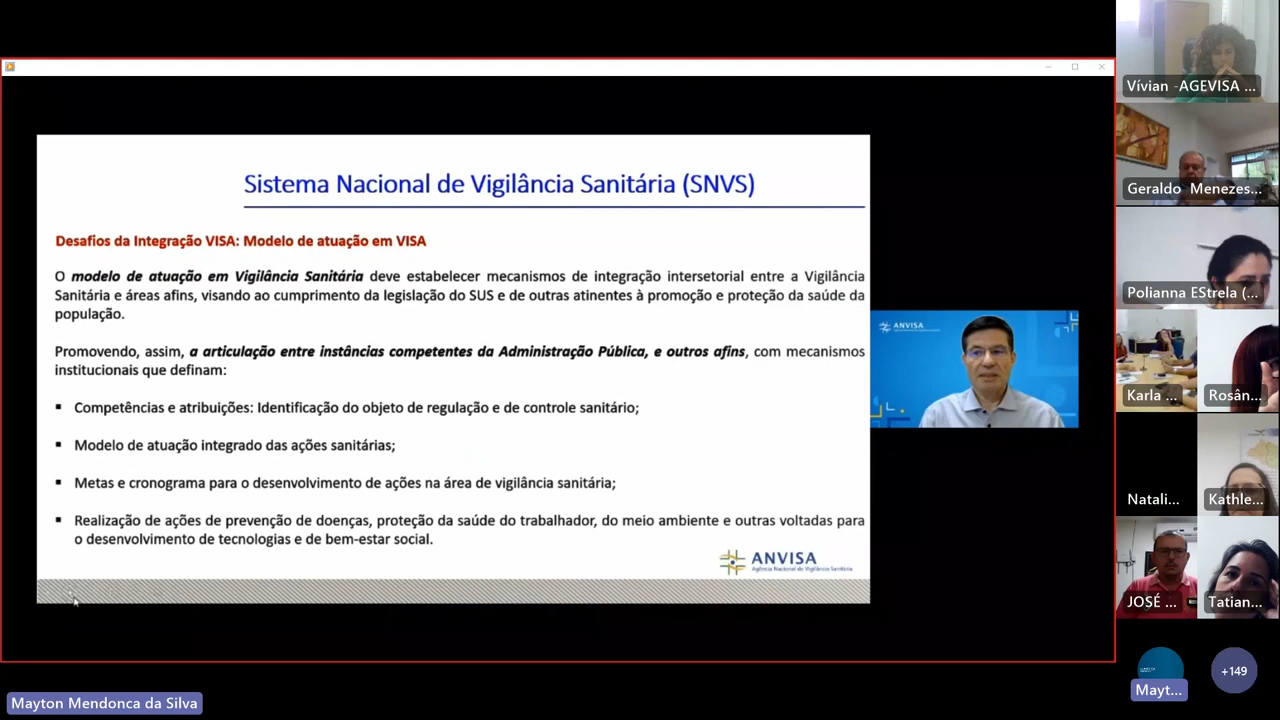 Sistema Nacional de Vigilância Sanitária (SNVS)
Desafios da Integração VISA: Modelo de atuação em VISA
O modelo de atuação em Vigilância Sanitária deve estabelecer mecanismos de integração intersetorial entre a Vigilância
Sanitária e áreas afins, visando ao cumprimento da legislação do SUS e de outras atinentes à promoção e proteção da saúde da
população.
Promovendo, assim, a articulação entre instâncias competentes da Administração Pública, e outros afins, com mecanismos
institucionais que definam:
▪ Competências e atribuições: Identificação do objeto de regulação e de controle sanitário;
▪ Modelo de atuação integrado das ações sanitárias;
▪ Metas e cronograma para o desenvolvimento de ações na área de vigilância sanitária;
▪ Realização de ações de prevenção de doenças, proteção da saúde do trabalhador, do meio ambiente e outras voltadas para
o desenvolvimento de tecnologias e de bem-estar social.
ANVISA
Agência Nacional de Vigilância Sanitária
ANVISA
Vívian -AGEVISA ...
Geraldo Menezes...
Polianna EStrela (...
Karla ...
Rosân...
Natali...
Kathle...
JOSÉ ...
Tatian...
Mayt...
+149
Mayton Mendonca da Silva